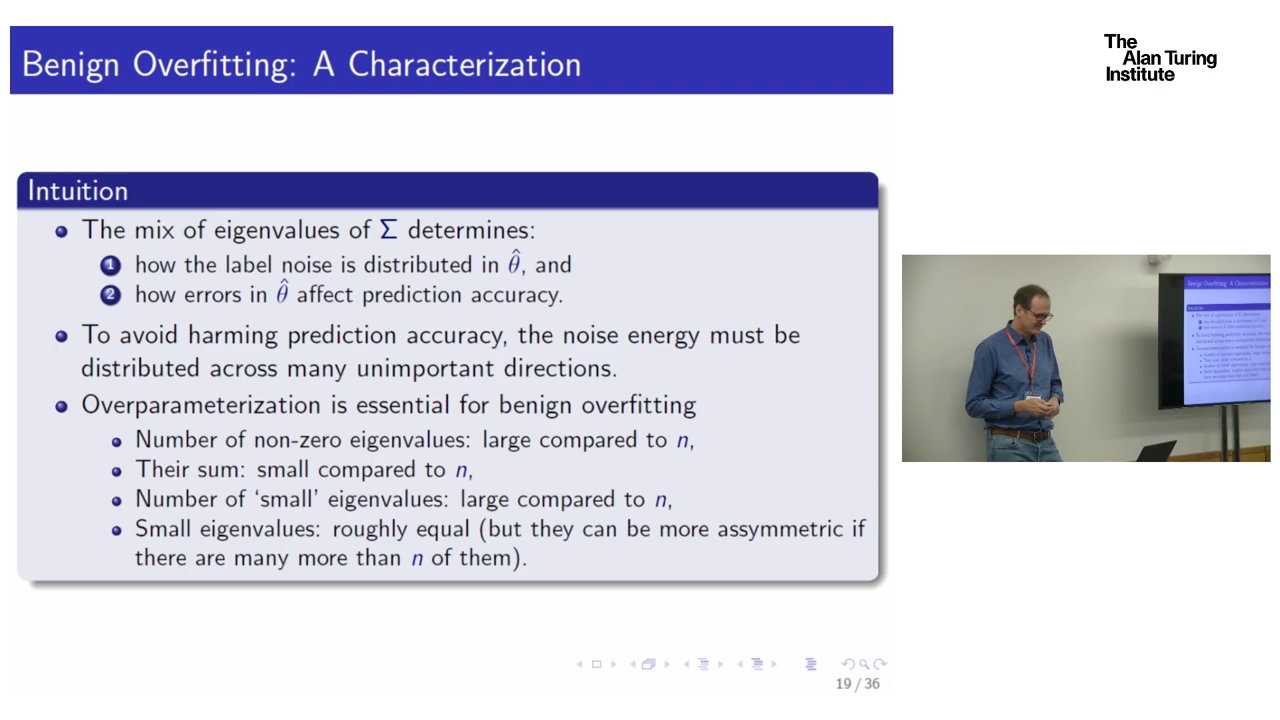 Benign Overfitting: A Characterization
The
Alan Turing
Institute
Intuition
The mix of eigenvalues of Σ determines:
1 how the label noise is distributed in θ̂, and
2 how errors in θ̂ affect prediction accuracy.
To avoid harming prediction accuracy, the noise energy must be
distributed across many unimportant directions.
Overparameterization is essential for benign overfitting
Number of non-zero eigenvalues: large compared to n,
Their sum: small compared to n,
Number of ‘small’ eigenvalues: large compared to n,
Small eigenvalues: roughly equal (but they can be more assymmetric if
there are many more than n of them).
19 / 36
Benign Overfitting: A Characterization